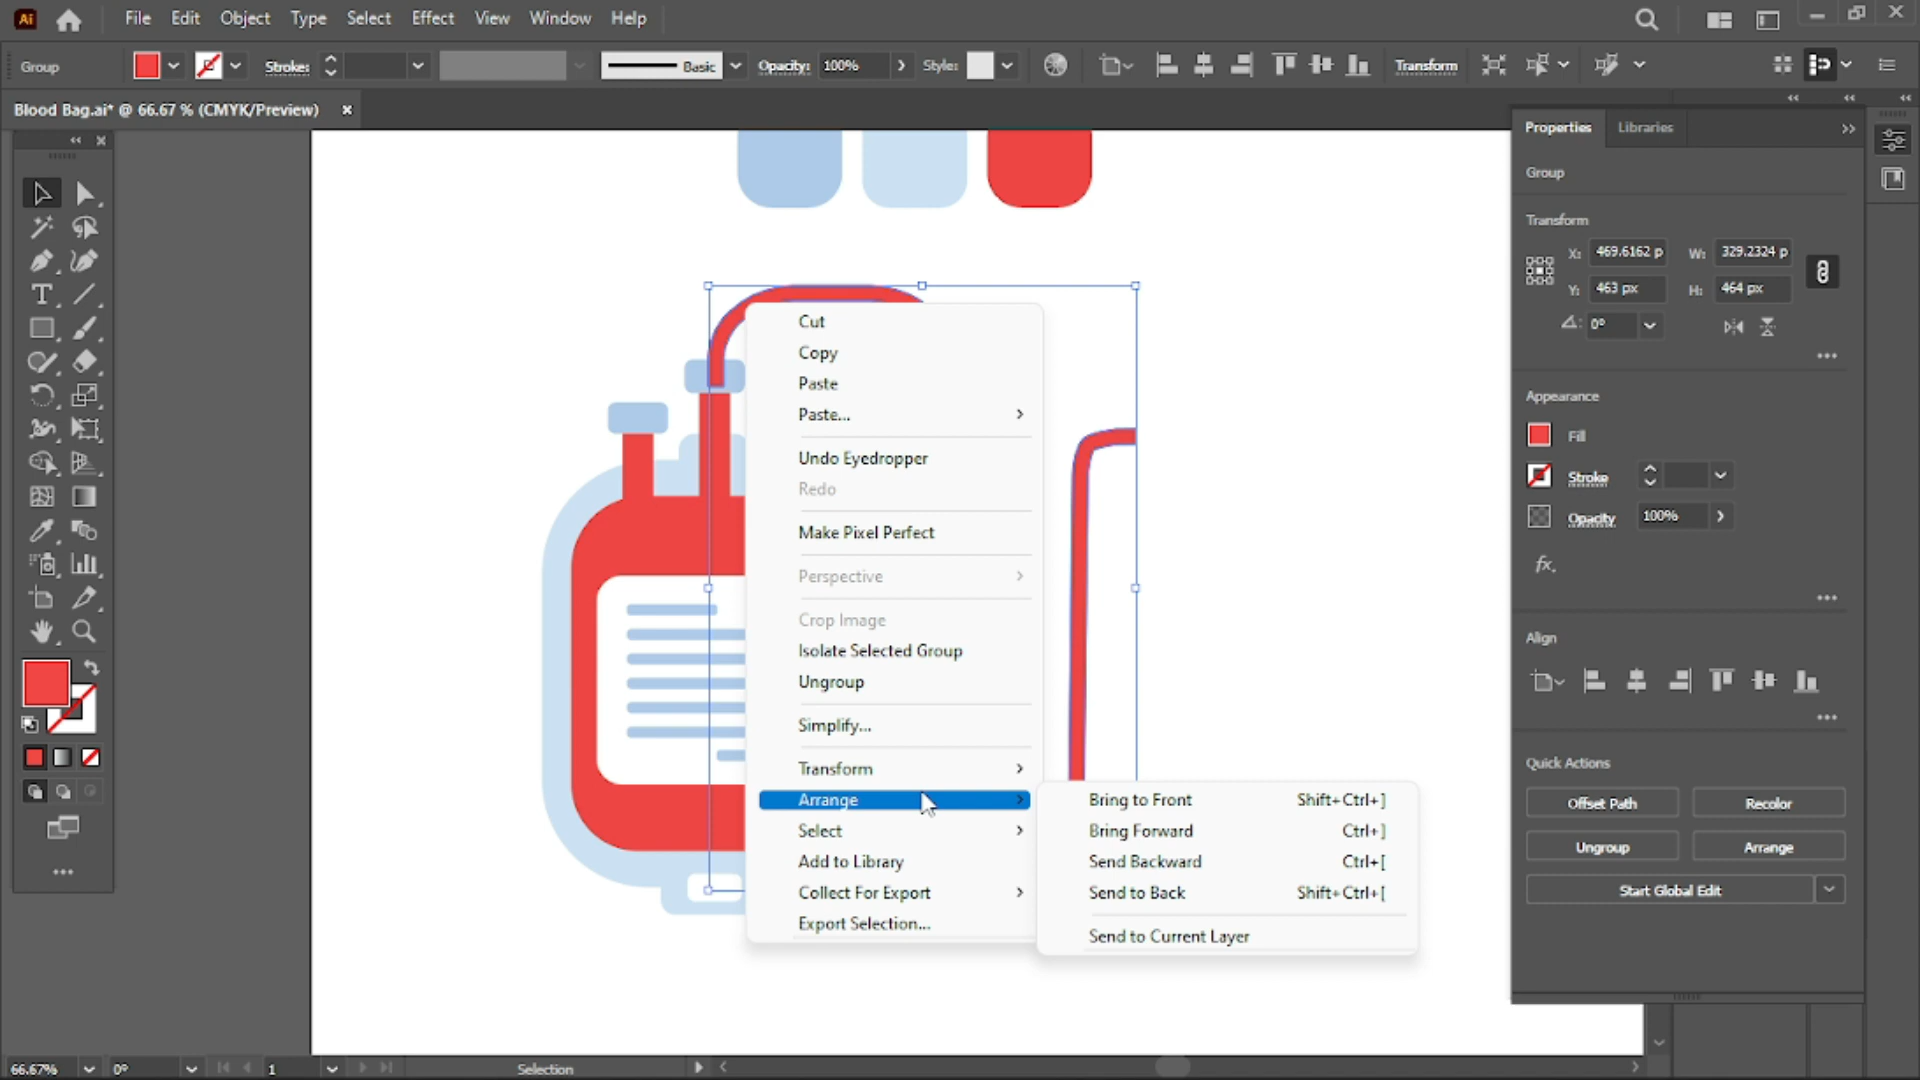 Ai File Edit Object Type Select Effect View Window Help
Group Stroke: Basic Opacity: 100% Style: Transform
Blood Bag.ai* @ 66.67 % (CMYK/Preview)
Properties Libraries
Group
Transform
X: 469.6162 p W: 329.2324 p
Y: 463 px H: 464 px
0°
Appearance
Fill
Stroke
Opacity 100%
fx.
Align
Quick Actions
Offset Path Recolor
Ungroup Arrange
Start Global Edit
Cut
Copy
Paste
Paste...
Undo Eyedropper
Redo
Make Pixel Perfect
Perspective
Crop Image
Isolate Selected Group
Ungroup
Simplify...
Transform
Arrange
Select
Add to Library
Collect For Export
Export Selection...
Bring to Front Shift+Ctrl+]
Bring Forward Ctrl+]
Send Backward Ctrl+[
Send to Back Shift+Ctrl+[
Send to Current Layer
66.67% 0° 1 Selection